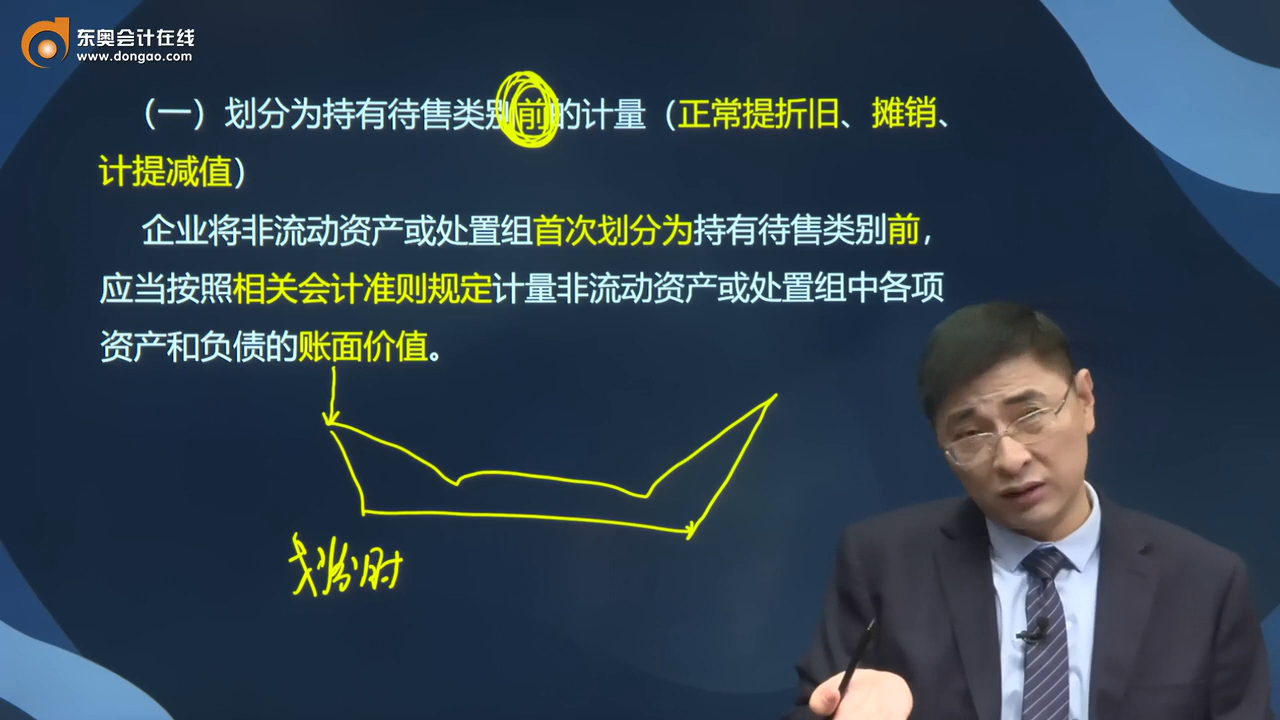 东奥会计在线
www.dongao.com
（一）划分为持有待售类别前的计量（正常提折旧、摊销、
计提减值）
企业将非流动资产或处置组首次划分为持有待售类别前，
应当按照相关会计准则规定计量非流动资产或处置组中各项
资产和负债的账面价值。
划分时